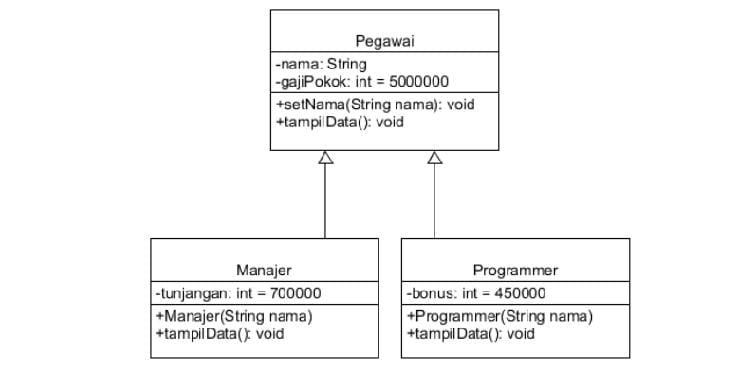 Pegawai
-nama: String
-gajiPokok: int = 5000000
+setNama(String nama): void
+tampilData(): void
Manajer
-tunjangan: int = 700000
+Manajer(String nama)
+tampilData(): void
Programmer
-bonus: int = 450000
+Programmer(String nama)
+tampilData(): void